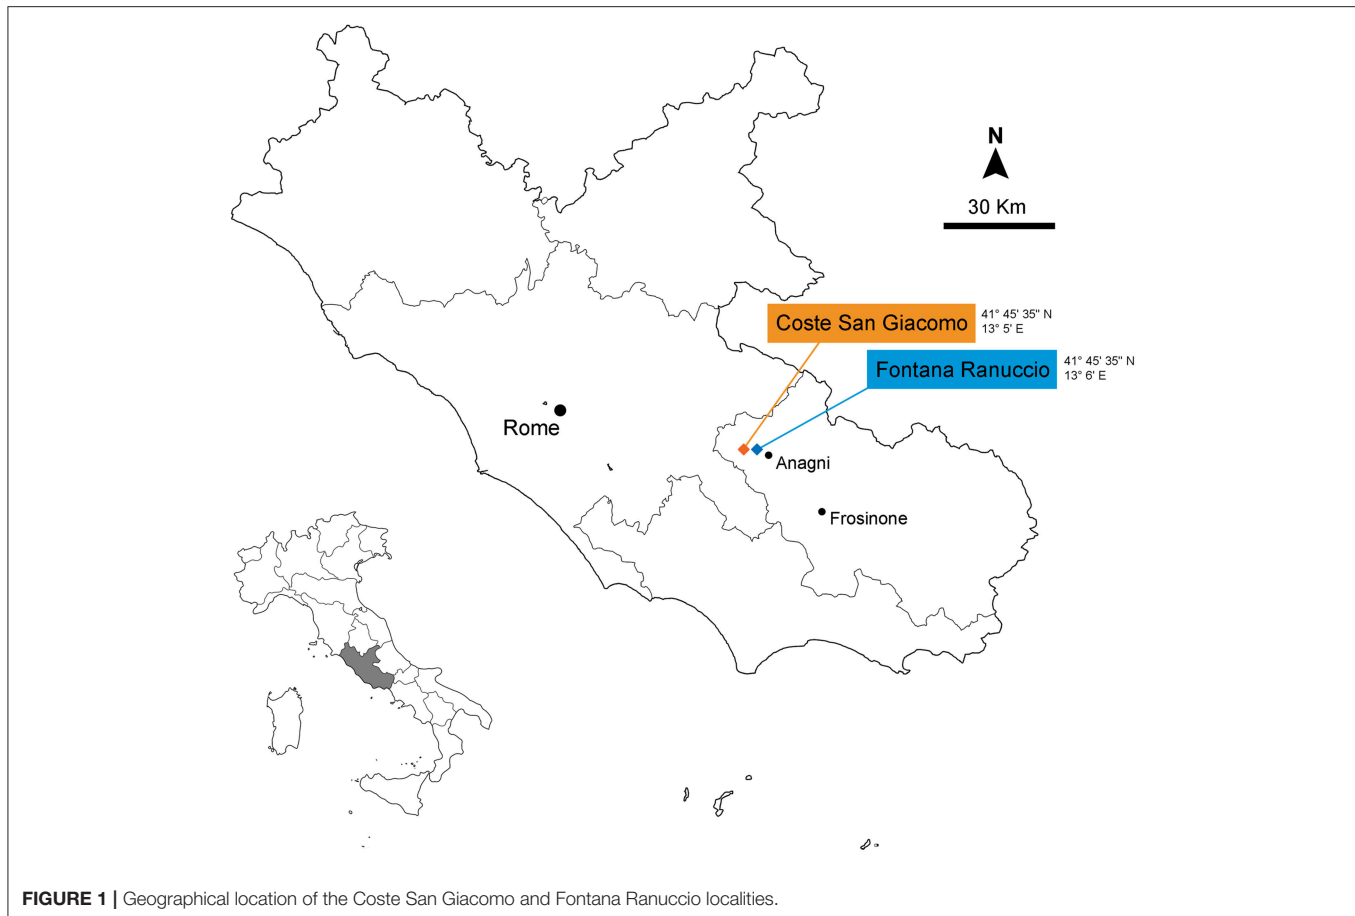 N
30 Km
Coste San Giacomo
41° 45' 35" N
13° 5' E
Fontana Ranuccio
41° 45' 35" N
13° 6' E
Rome
Anagni
Frosinone
FIGURE 1 | Geographical location of the Coste San Giacomo and Fontana Ranuccio localities.